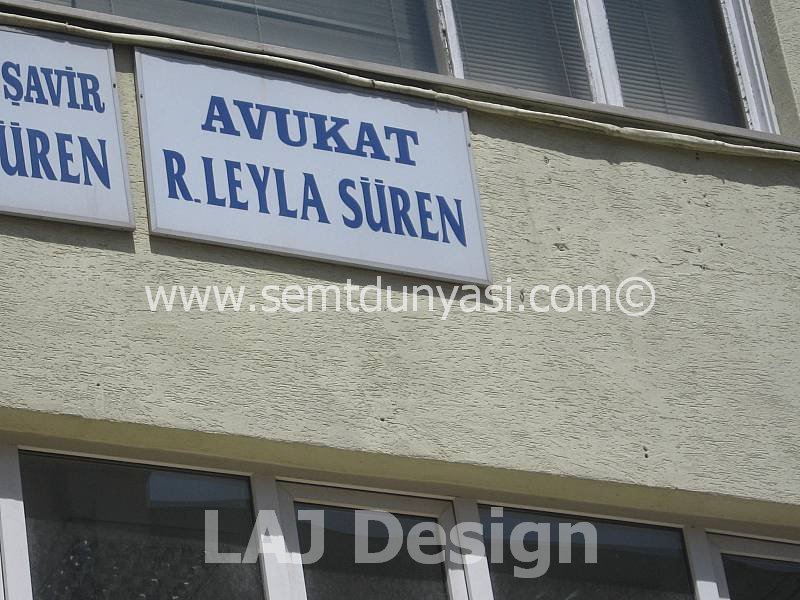 ŞAVİR
ÜREN
AVUKAT
R.LEYLA SÜREN
www.semtdunyasi.com©
LAJ Design